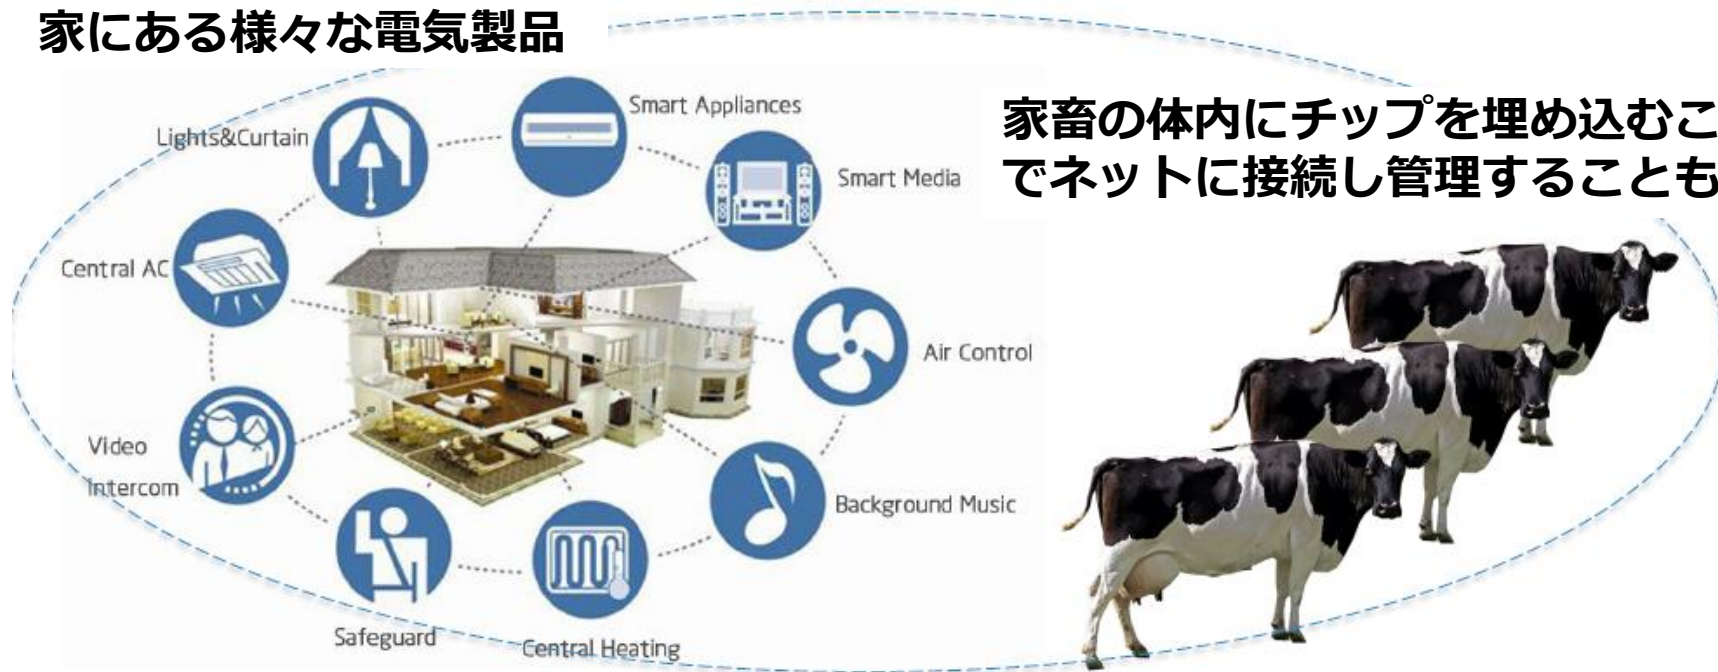 家にある様々な電気製品
家畜の体内にチップを埋め込むこ
でネットに接続し管理することも
Smart Appliances
Lights&Curtain
Smart Media
Central AC
Air Control
Video
Intercom
Background Music
Safeguard
Central Heating